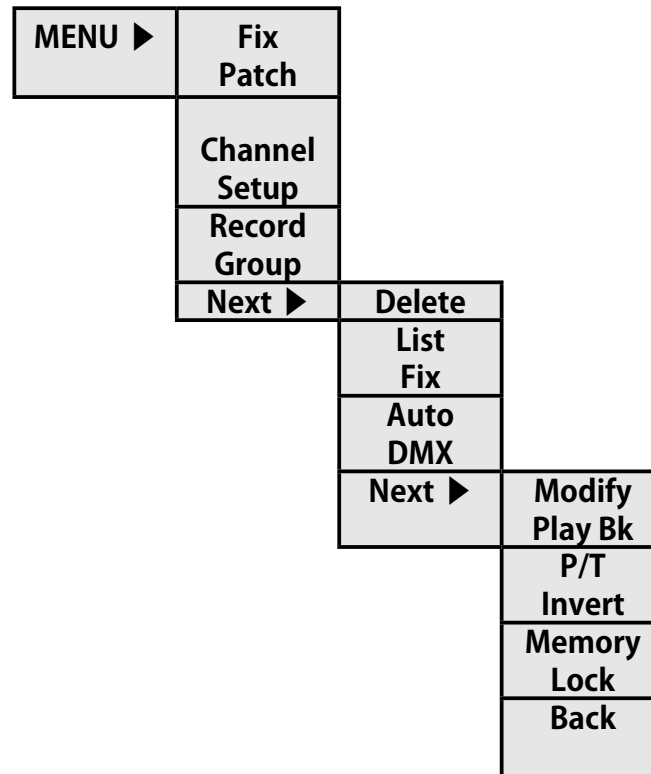 MENU ▶ Fix
Patch
Channel
Setup
Record
Group
Next ▶ Delete
List
Fix
Auto
DMX
Next ▶ Modify
Play Bk
P/T
Invert
Memory
Lock
Back